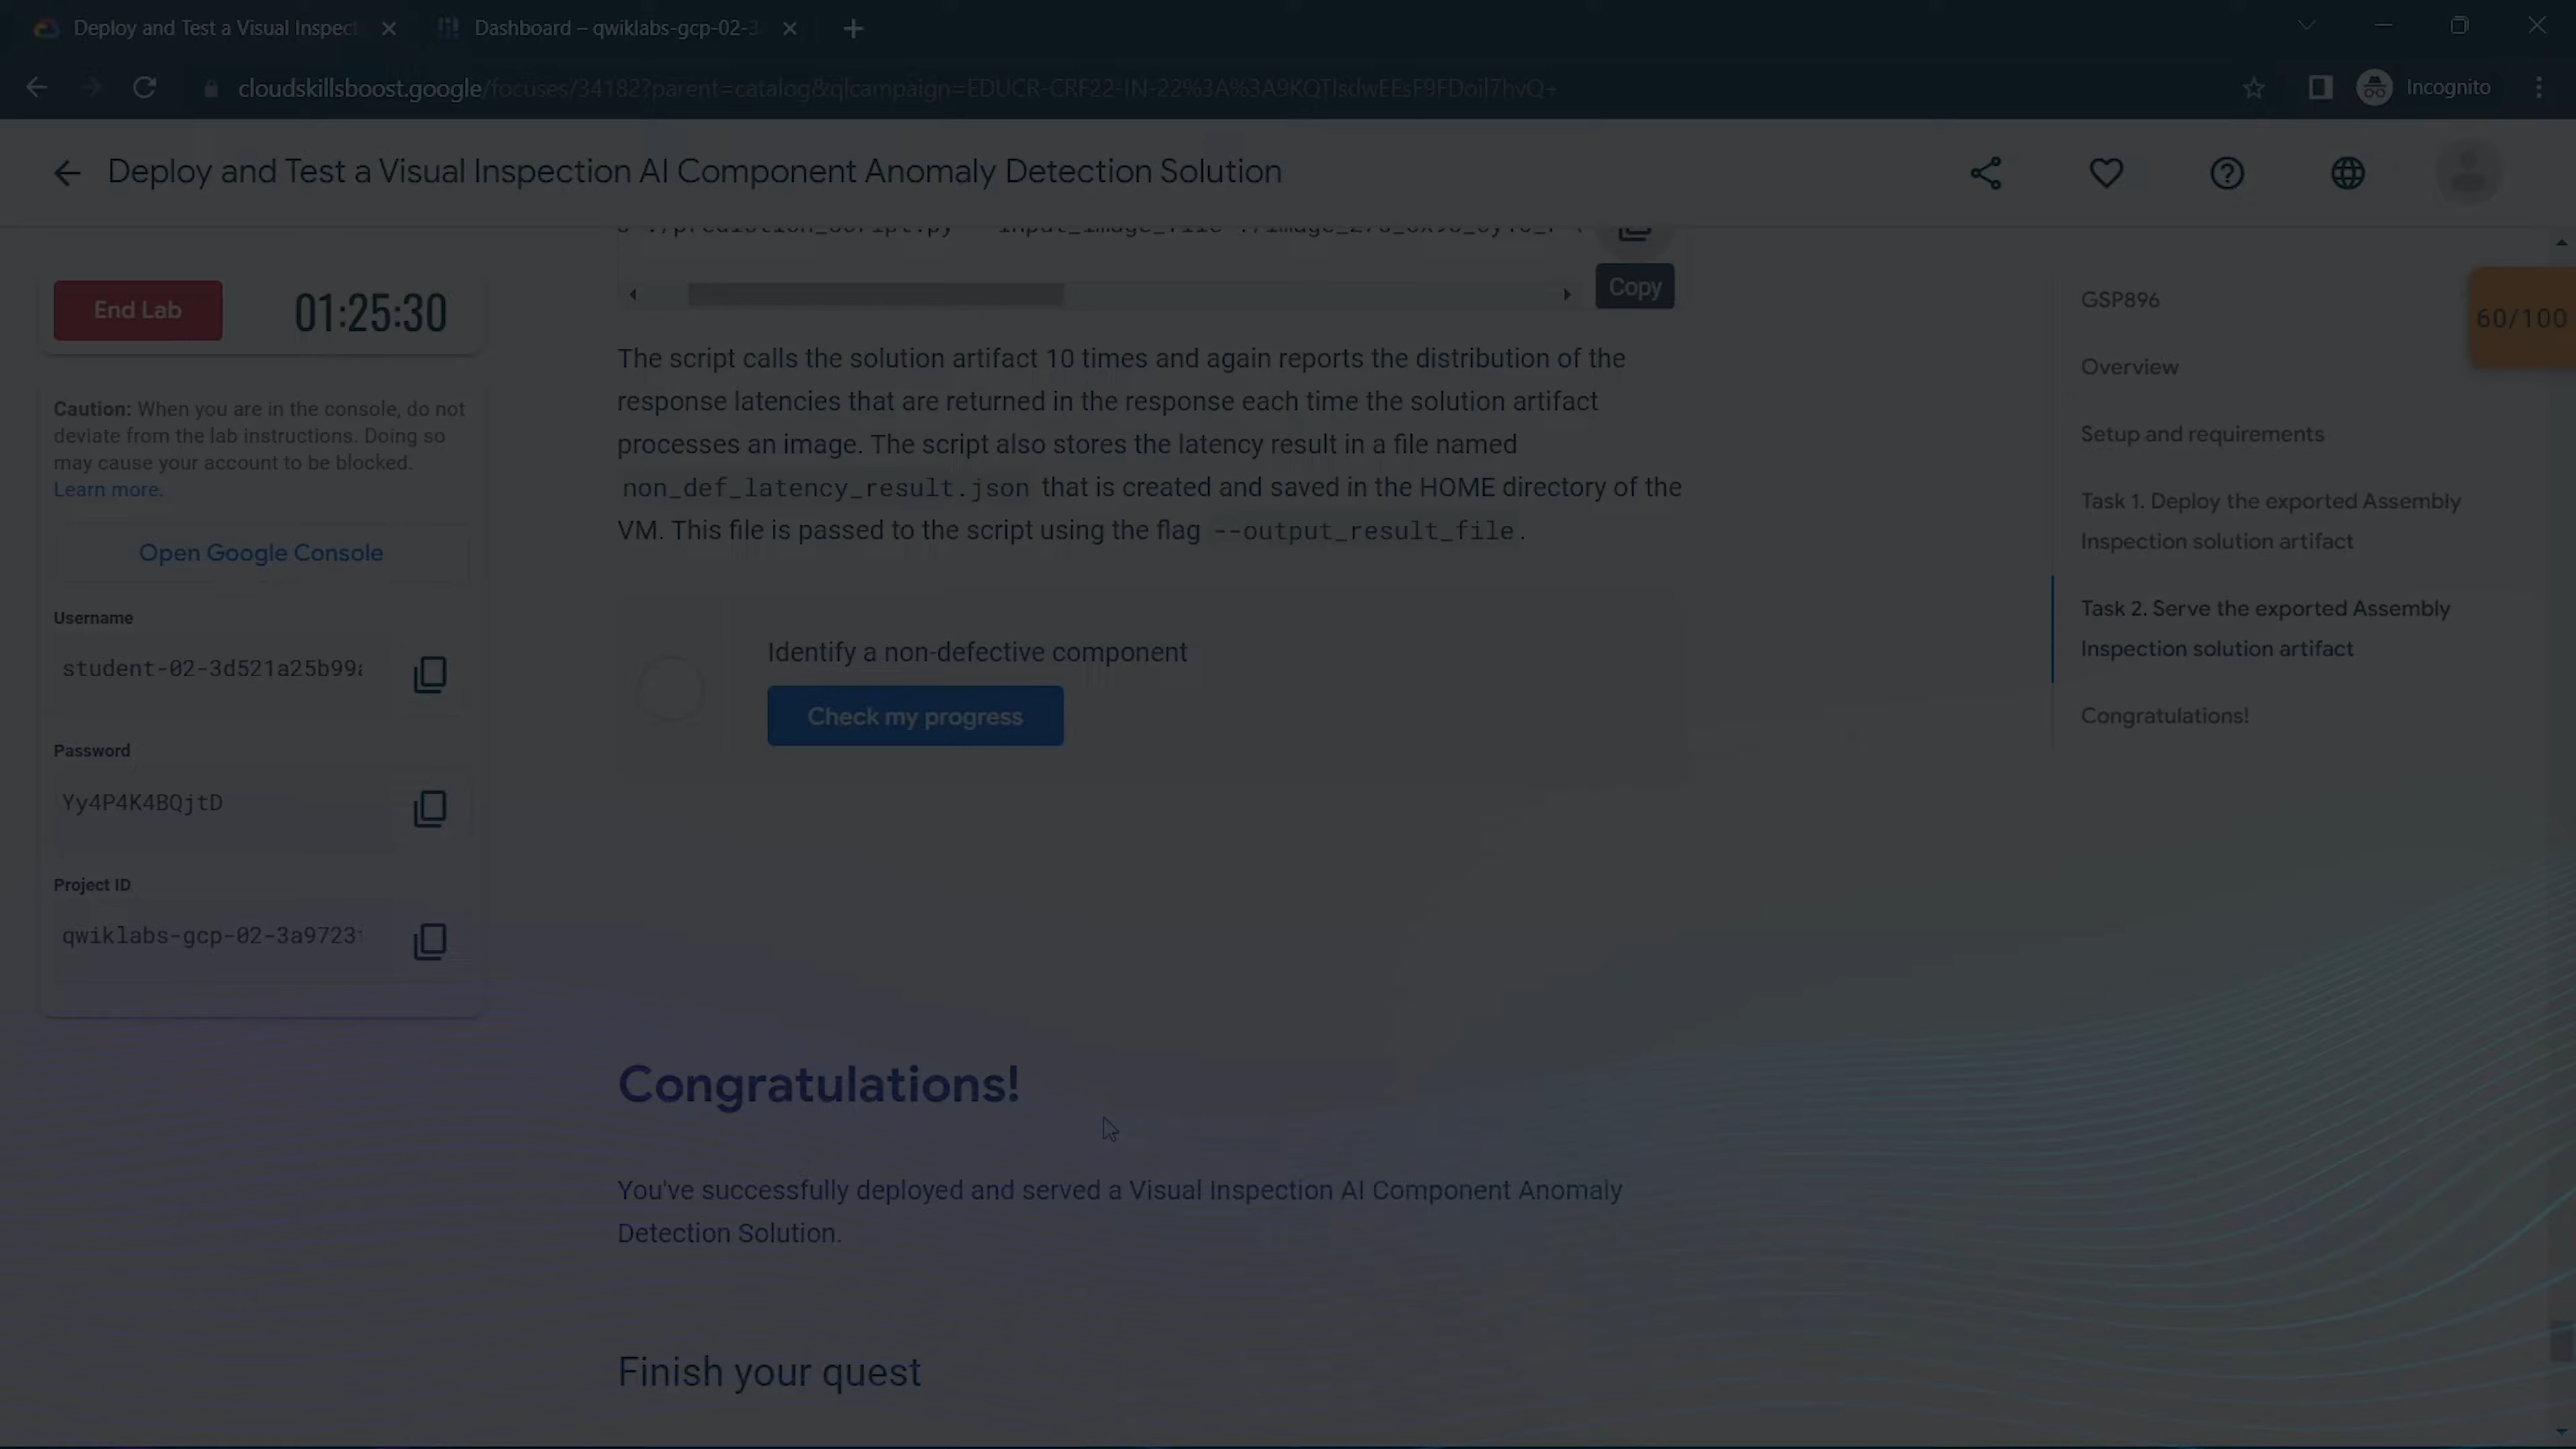 Deploy and Test a Visual Inspect
Dashboard – qwiklabs-gcp-02-3
cloudskillsboost.google/focuses/34182?parent=catalog&qlcampaign=EDUCR-CRF22-IN-22%3A%3A9KQTlsdwEEsF9FDoil7hvQ+
Incognito
Deploy and Test a Visual Inspection AI Component Anomaly Detection Solution
End Lab
01:25:30
Caution: When you are in the console, do not
deviate from the lab instructions. Doing so
may cause your account to be blocked.
Learn more.
Open Google Console
Username
student-02-3d521a25b99a
Password
Yy4P4K4BQjtD
Project ID
qwiklabs-gcp-02-3a9723
Copy
The script calls the solution artifact 10 times and again reports the distribution of the
response latencies that are returned in the response each time the solution artifact
processes an image. The script also stores the latency result in a file named
non_def_latency_result.json that is created and saved in the HOME directory of the
VM. This file is passed to the script using the flag --output_result_file.
Identify a non-defective component
Check my progress
Congratulations!
You've successfully deployed and served a Visual Inspection AI Component Anomaly
Detection Solution.
Finish your quest
GSP896
Overview
Setup and requirements
Task 1. Deploy the exported Assembly
Inspection solution artifact
Task 2. Serve the exported Assembly
Inspection solution artifact
Congratulations!
60/100